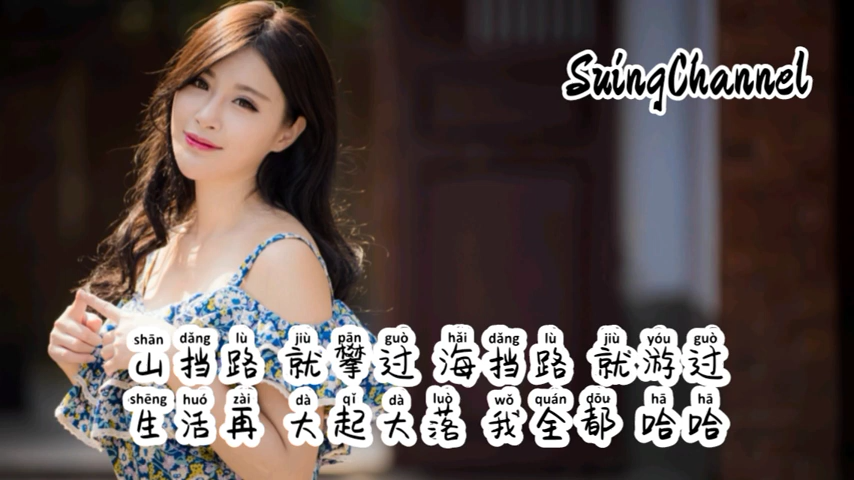 SuingChannel
shān dǎng lù jiù pān guò hǎi dǎng lù jiù yóu guò
山挡路 就攀过 海挡路 就游过
shēng huó zài dà qǐ dà luò wǒ quán dōu hā hā
生活再 大起大落 我全都 哈哈